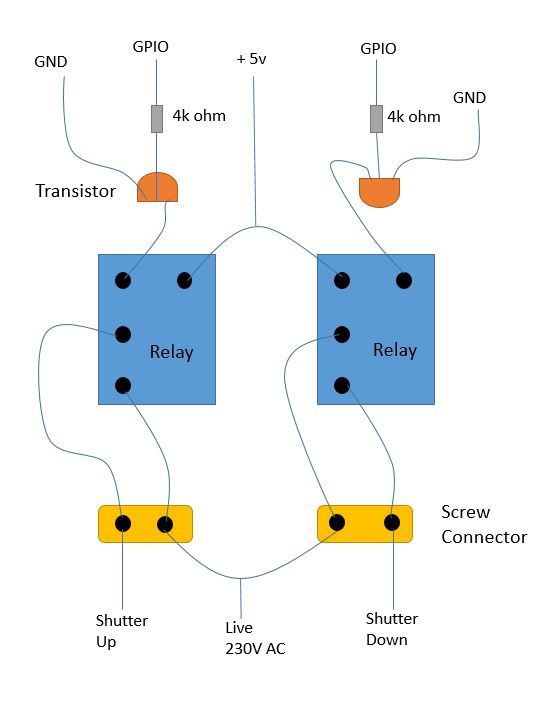 GPIO
GPIO
GND
+ 5v
4k ohm
4k ohm
GND
Transistor
Relay
Relay
Screw
Connector
Shutter
Up
Live
230V AC
Shutter
Down